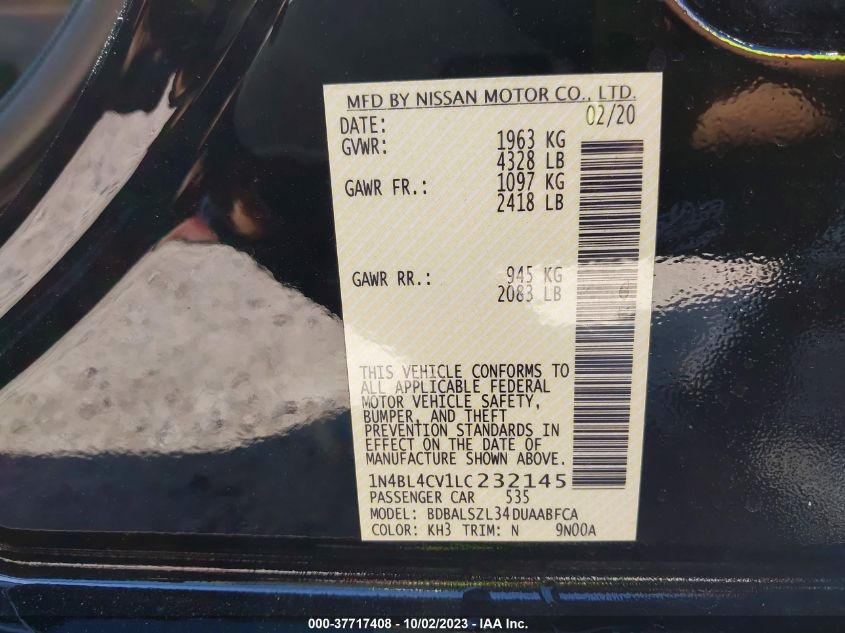 MFD BY NISSAN MOTOR CO., LTD.
DATE: 02/20
GVWR: 1963 KG
4328 LB
GAWR FR.: 1097 KG
2418 LB
GAWR RR.: 945 KG
2083 LB
THIS VEHICLE CONFORMS TO
ALL APPLICABLE FEDERAL
MOTOR VEHICLE SAFETY,
BUMPER, AND THEFT
PREVENTION STANDARDS IN
EFFECT ON THE DATE OF
MANUFACTURE SHOWN ABOVE.
1N4BL4CV1LC232145
PASSENGER CAR 535
MODEL: BDBALSZL34DUAABFCA
COLOR: KH3 TRIM: N 9N00A
000-37717408 - 10/02/2023 - IAA Inc.